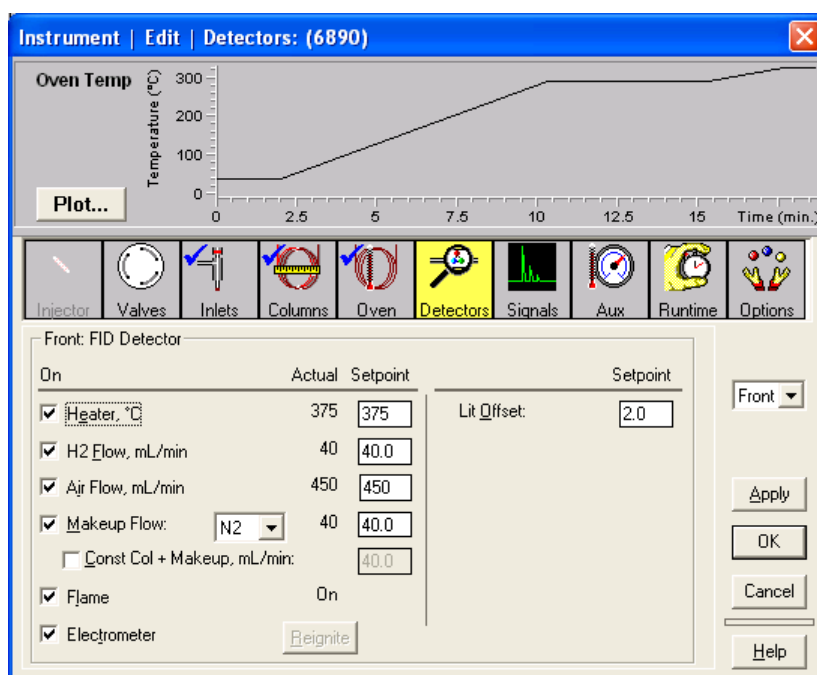 Instrument | Edit | Detectors: (6890)
Oven Temp
Temperature (°C)
300
200
100
0
Plot...
0 2.5 5 7.5 10 12.5 15 Time (min.)
Injector Valves Inlets Columns Oven Detectors Signals Aux Runtime Options
Front: FID Detector
On Actual Setpoint Setpoint
Heater, °C 375 375 Lit Offset: 2.0
Front
H2 Flow, mL/min 40 40.0
Air Flow, mL/min 450 450
Apply
Makeup Flow: N2 40 40.0
OK
Const Col + Makeup, mL/min: 40.0
Flame On
Cancel
Electrometer Reignite
Help